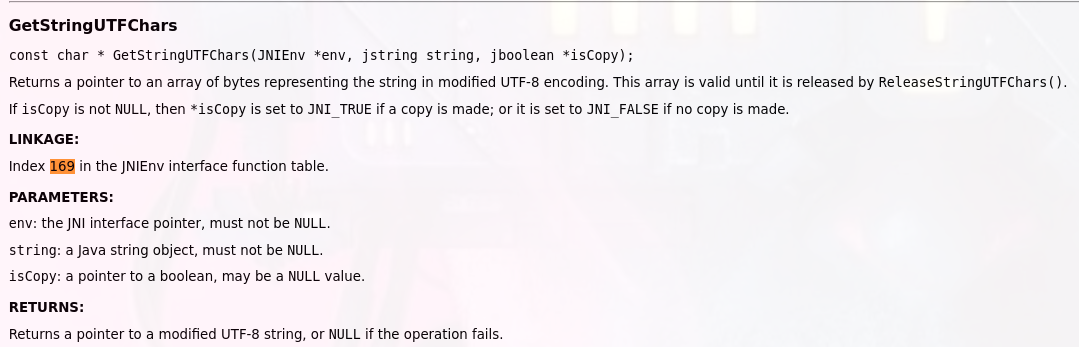 GetStringUTFChars
const char * GetStringUTFChars(JNIEnv *env, jstring string, jboolean *isCopy);
Returns a pointer to an array of bytes representing the string in modified UTF-8 encoding. This array is valid until it is released by ReleaseStringUTFChars().
If isCopy is not NULL, then *isCopy is set to JNI_TRUE if a copy is made; or it is set to JNI_FALSE if no copy is made.
LINKAGE:
Index 169 in the JNIEnv interface function table.
PARAMETERS:
env: the JNI interface pointer, must not be NULL.
string: a Java string object, must not be NULL.
isCopy: a pointer to a boolean, may be a NULL value.
RETURNS:
Returns a pointer to a modified UTF-8 string, or NULL if the operation fails.